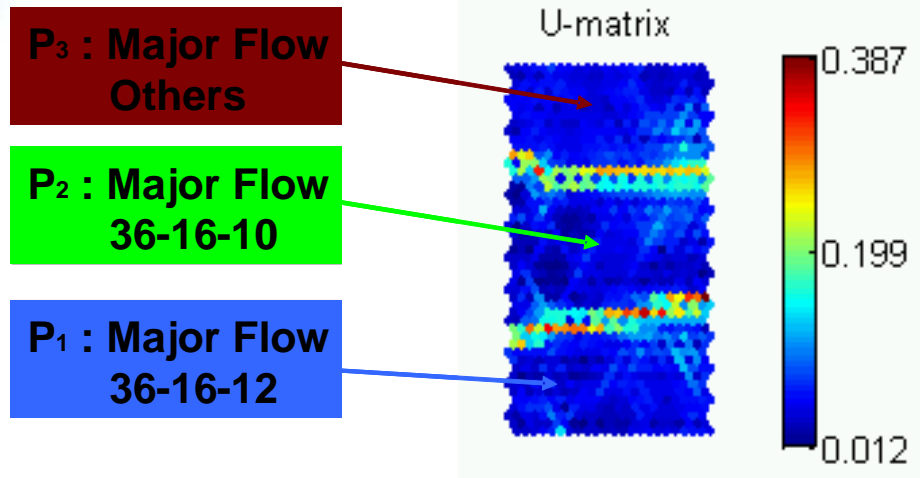 P3 : Major Flow
Others
P2 : Major Flow
36-16-10
P1 : Major Flow
36-16-12
U-matrix
0.387
0.199
0.012